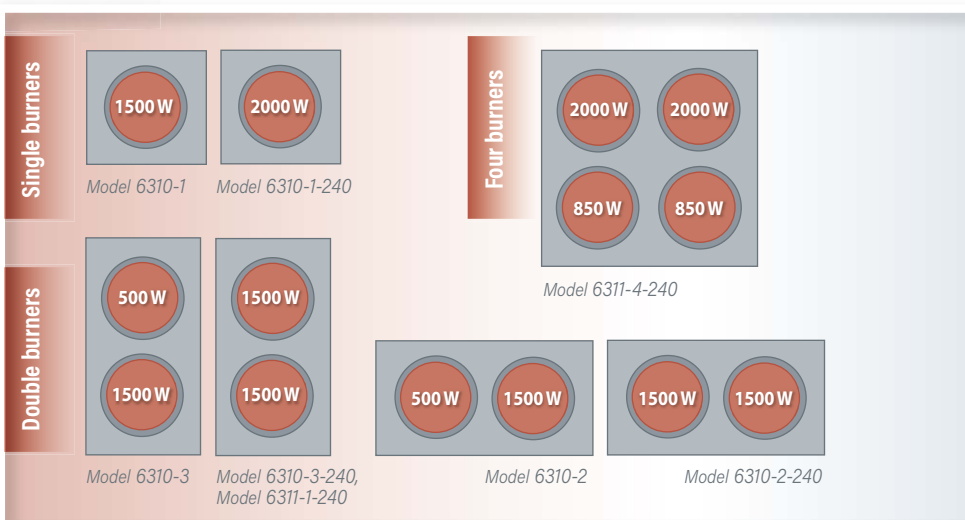 Single burners
1500 W
2000 W
Model 6310-1
Model 6310-1-240
Four burners
2000 W
2000 W
850 W
850 W
Model 6311-4-240
Double burners
500 W
1500 W
Model 6310-3
1500 W
1500 W
Model 6310-3-240,
Model 6311-1-240
500 W
1500 W
Model 6310-2
1500 W
1500 W
Model 6310-2-240